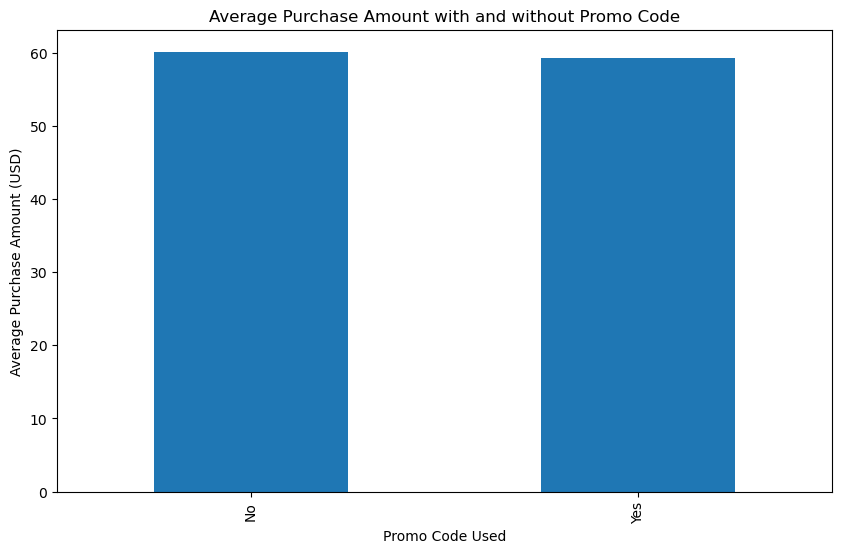 Average Purchase Amount with and without Promo Code
Average Purchase Amount (USD)
60
50
40
30
20
10
0
No
Yes
Promo Code Used